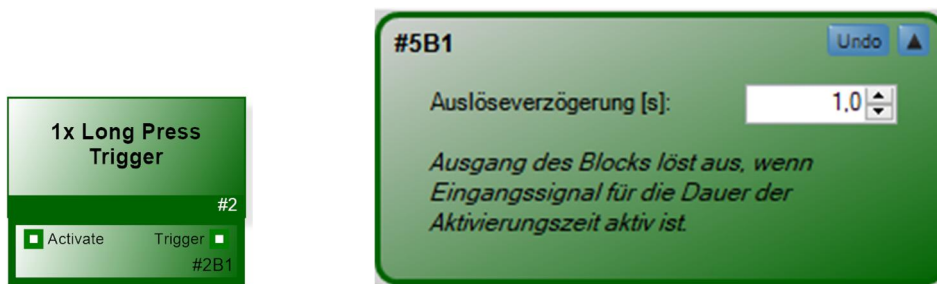 1x Long Press
Trigger
#2
Activate Trigger
#2B1
#5B1
Undo
Auslöseverzögerung [s]: 1,0
Ausgang des Blocks löst aus, wenn
Eingangssignal für die Dauer der
Aktivierungszeit aktiv ist.